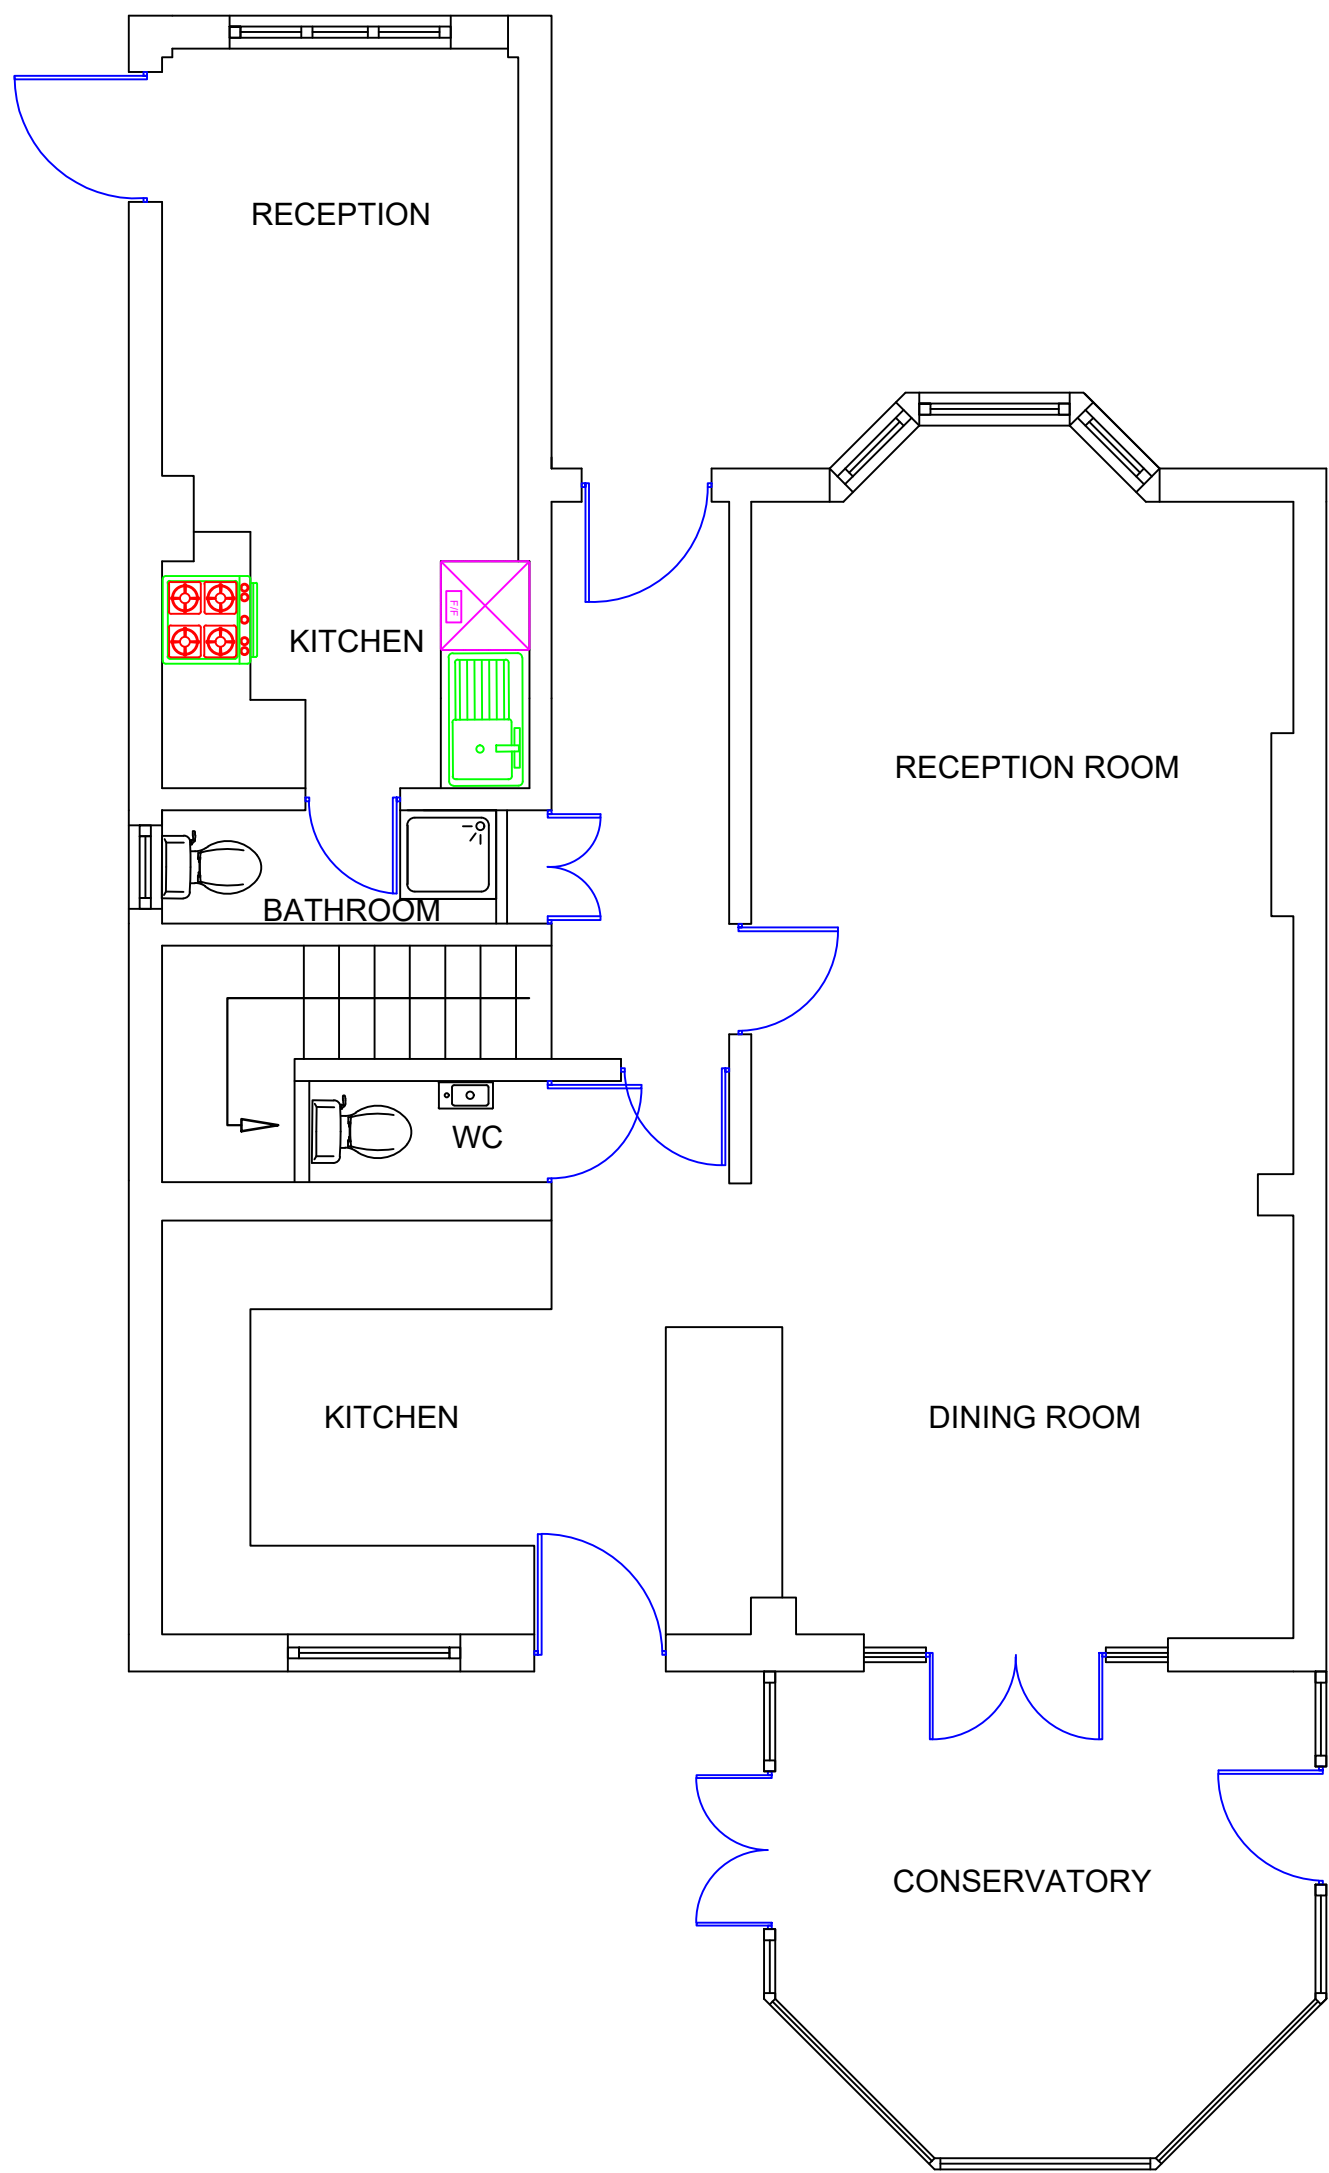 RECEPTION
F/F
KITCHEN
RECEPTION ROOM
BATHROOM
WC
KITCHEN
DINING ROOM
CONSERVATORY